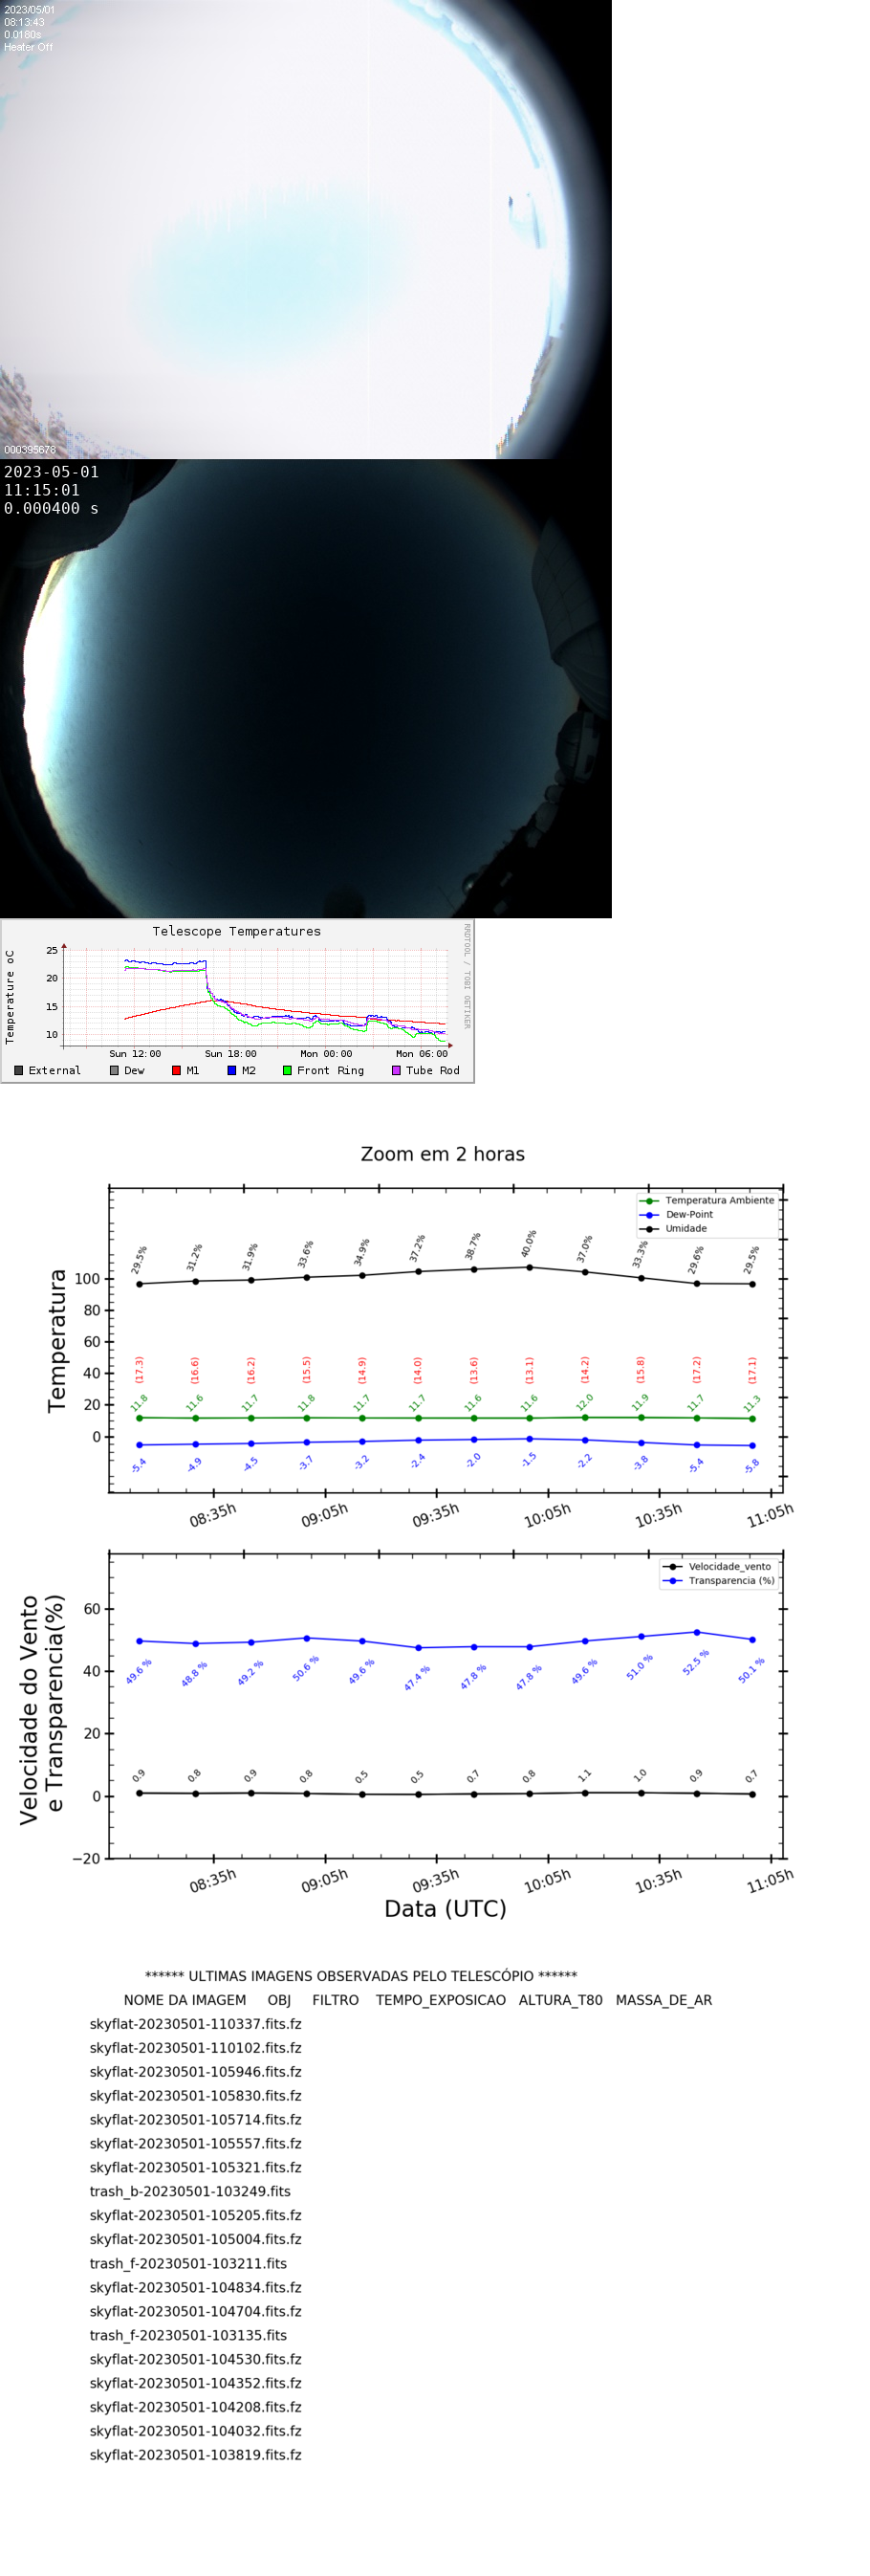 2023/05/01
08:13:43
0.0180s
Heater Off
000395678
2023-05-01
11:15:01
0.000400 s
Telescope Temperatures
RRDTOOL / TOBI OETIKER
Temperature oC
25
20
15
10
Sun 12:00 Sun 18:00 Mon 00:00 Mon 06:00
External Dew M1 M2 Front Ring Tube Rod
Zoom em 2 horas
Temperatura Ambiente
Dew-Point
Umidade
Temperatura
100
80
60
40
20
0
29.5% 31.2% 31.9% 33.6% 34.9% 37.2% 38.7% 40.0% 37.0% 33.3% 29.6% 29.5%
(17.3) (16.6) (16.2) (15.5) (14.9) (14.0) (13.6) (13.1) (14.2) (15.8) (17.2) (17.1)
11.8 11.6 11.7 11.8 11.7 11.7 11.6 11.6 12.0 11.9 11.7 11.3
-5.4 -4.9 -4.5 -3.7 -3.2 -2.4 -2.0 -1.5 -2.2 -3.8 -5.4 -5.8
08:35h 09:05h 09:35h 10:05h 10:35h 11:05h
Velocidade_vento
Transparencia (%)
Velocidade do Vento
e Transparencia(%)
60
40
20
0
−20
49.6 % 48.8 % 49.2 % 50.6 % 49.6 % 47.4 % 47.8 % 47.8 % 49.6 % 51.0 % 52.5 % 50.1 %
0.9 0.8 0.9 0.8 0.5 0.5 0.7 0.8 1.1 1.0 0.9 0.7
08:35h 09:05h 09:35h 10:05h 10:35h 11:05h
Data (UTC)
****** ULTIMAS IMAGENS OBSERVADAS PELO TELESCÓPIO ******
NOME DA IMAGEM OBJ FILTRO TEMPO_EXPOSICAO ALTURA_T80 MASSA_DE_AR
skyflat-20230501-110337.fits.fz
skyflat-20230501-110102.fits.fz
skyflat-20230501-105946.fits.fz
skyflat-20230501-105830.fits.fz
skyflat-20230501-105714.fits.fz
skyflat-20230501-105557.fits.fz
skyflat-20230501-105321.fits.fz
trash_b-20230501-103249.fits
skyflat-20230501-105205.fits.fz
skyflat-20230501-105004.fits.fz
trash_f-20230501-103211.fits
skyflat-20230501-104834.fits.fz
skyflat-20230501-104704.fits.fz
trash_f-20230501-103135.fits
skyflat-20230501-104530.fits.fz
skyflat-20230501-104352.fits.fz
skyflat-20230501-104208.fits.fz
skyflat-20230501-104032.fits.fz
skyflat-20230501-103819.fits.fz